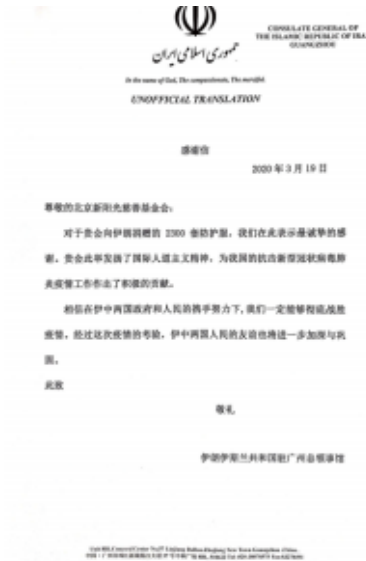 CONSULATE GENERAL OF
THE ISLAMIC REPUBLIC OF IRA
GUANGZHOU
جمهوری اسلامی ایران
In the name of God, The compassionate, The merciful
UNOFFICIAL TRANSLATION
感谢信
2020 年 3 月 19 日
尊敬的北京新阳光慈善基金会:
对于贵会向伊朗捐赠的 2300 套防护服,我们在此表示最诚挚的感
谢。贵会此举发扬了国际人道主义精神,为我国的抗击新型冠状病毒肺
炎疫情工作作出了积极的贡献。
相信在伊中两国政府和人民的携手努力下,我们一定能够彻底战胜
疫情。经过这次疫情的考验,伊中两国人民的友谊也将进一步加深与巩
固。
此致
敬礼
伊朗伊斯兰共和国驻广州总领事馆